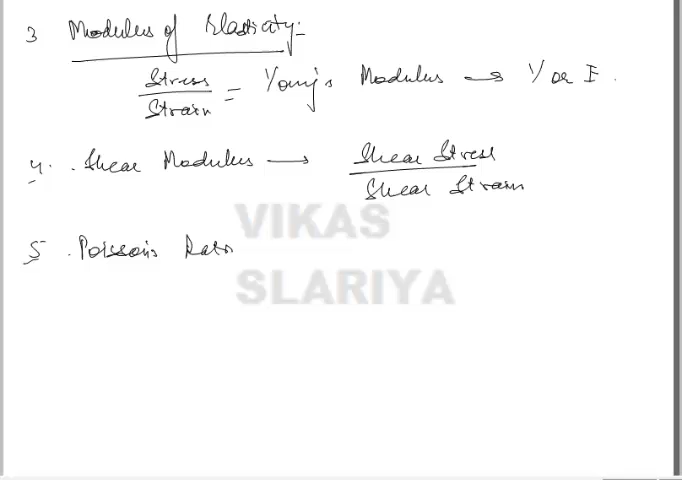 3 Modulus of Elasticity:-
Stress
Strain
= Young's Modulus → Y or E.
4. Shear Modulus → Shear Stress
Shear Strain
VIKAS
5. Poisson's Ratio
SLARIYA